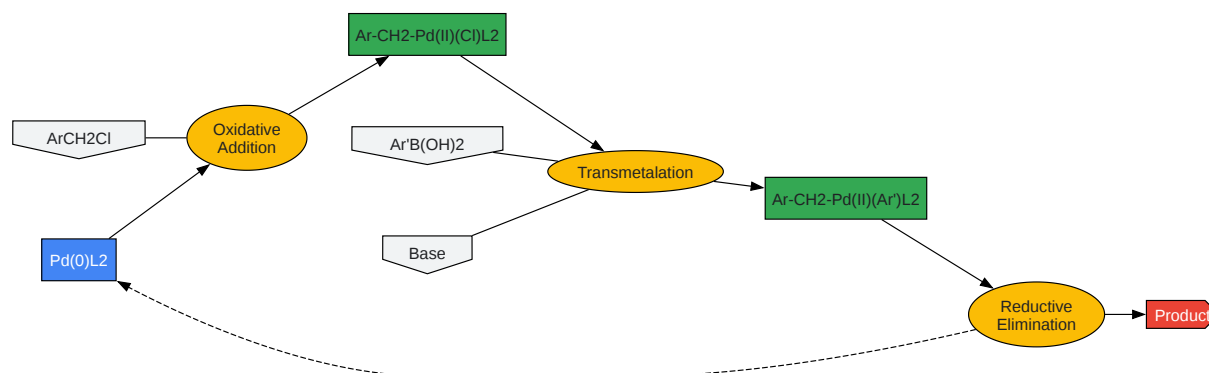 Ar-CH2-Pd(II)(Cl)L2
Oxidative
Addition
ArCH2Cl
Ar'B(OH)2
Transmetalation
Ar-CH2-Pd(II)(Ar')L2
Base
Pd(0)L2
Reductive
Elimination
Product